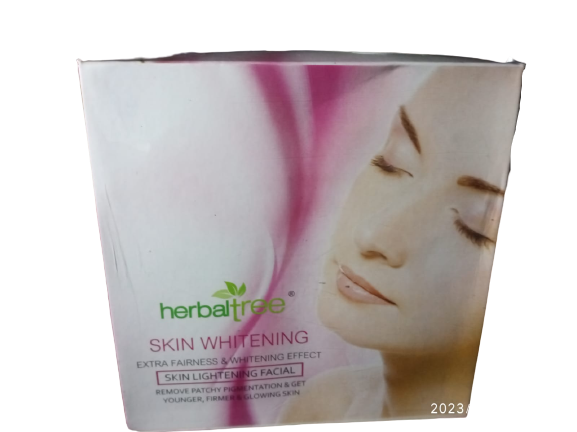 herbaltree®
SKIN WHITENING
EXTRA FAIRNESS & WHITENING EFFECT
SKIN LIGHTENING FACIAL
REMOVE PATCHY PIGMENTATION & GET
YOUNGER, FIRMER & GLOWING SKIN
2023/